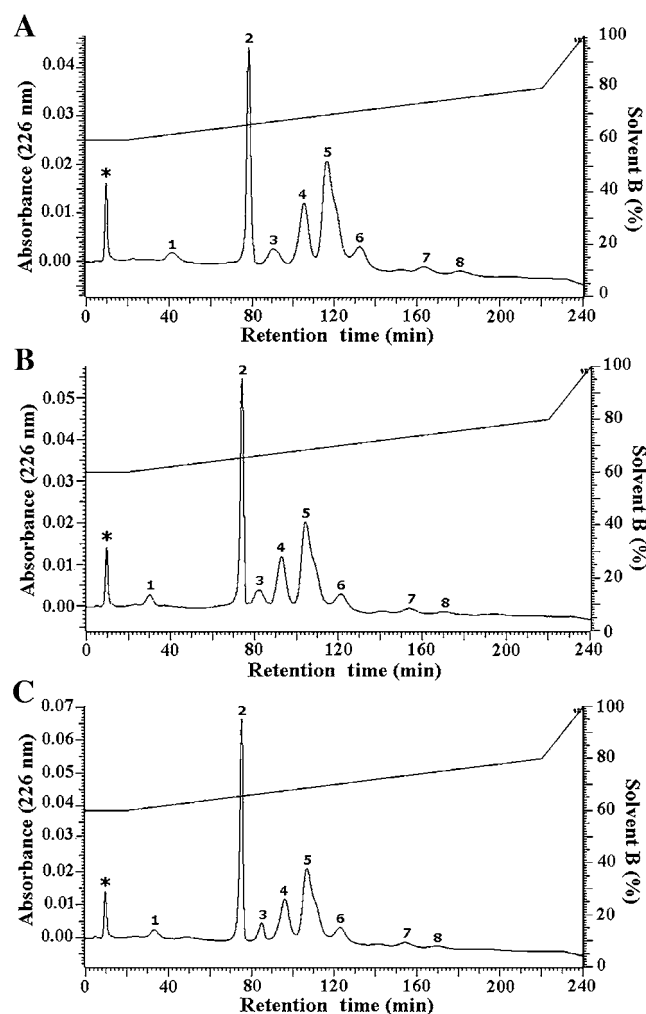 A
Absorbance (226 nm)
0.04
0.03
0.02
0.01
0.00
* 1 2 3 4 5 6 7 8
100
80
60
40
20
0
Solvent B (%)
0 40 80 120 160 200 240
Retention time (min)
B
Absorbance (226 nm)
0.05
0.04
0.03
0.02
0.01
0.00
* 1 2 3 4 5 6 7 8
100
80
60
40
20
0
Solvent B (%)
0 40 80 120 160 200 240
Retention time (min)
C
Absorbance (226 nm)
0.07
0.06
0.05
0.04
0.03
0.02
0.01
0.00
* 1 2 3 4 5 6 7 8
100
80
60
40
20
0
Solvent B (%)
0 40 80 120 160 200 240
Retention time (min)